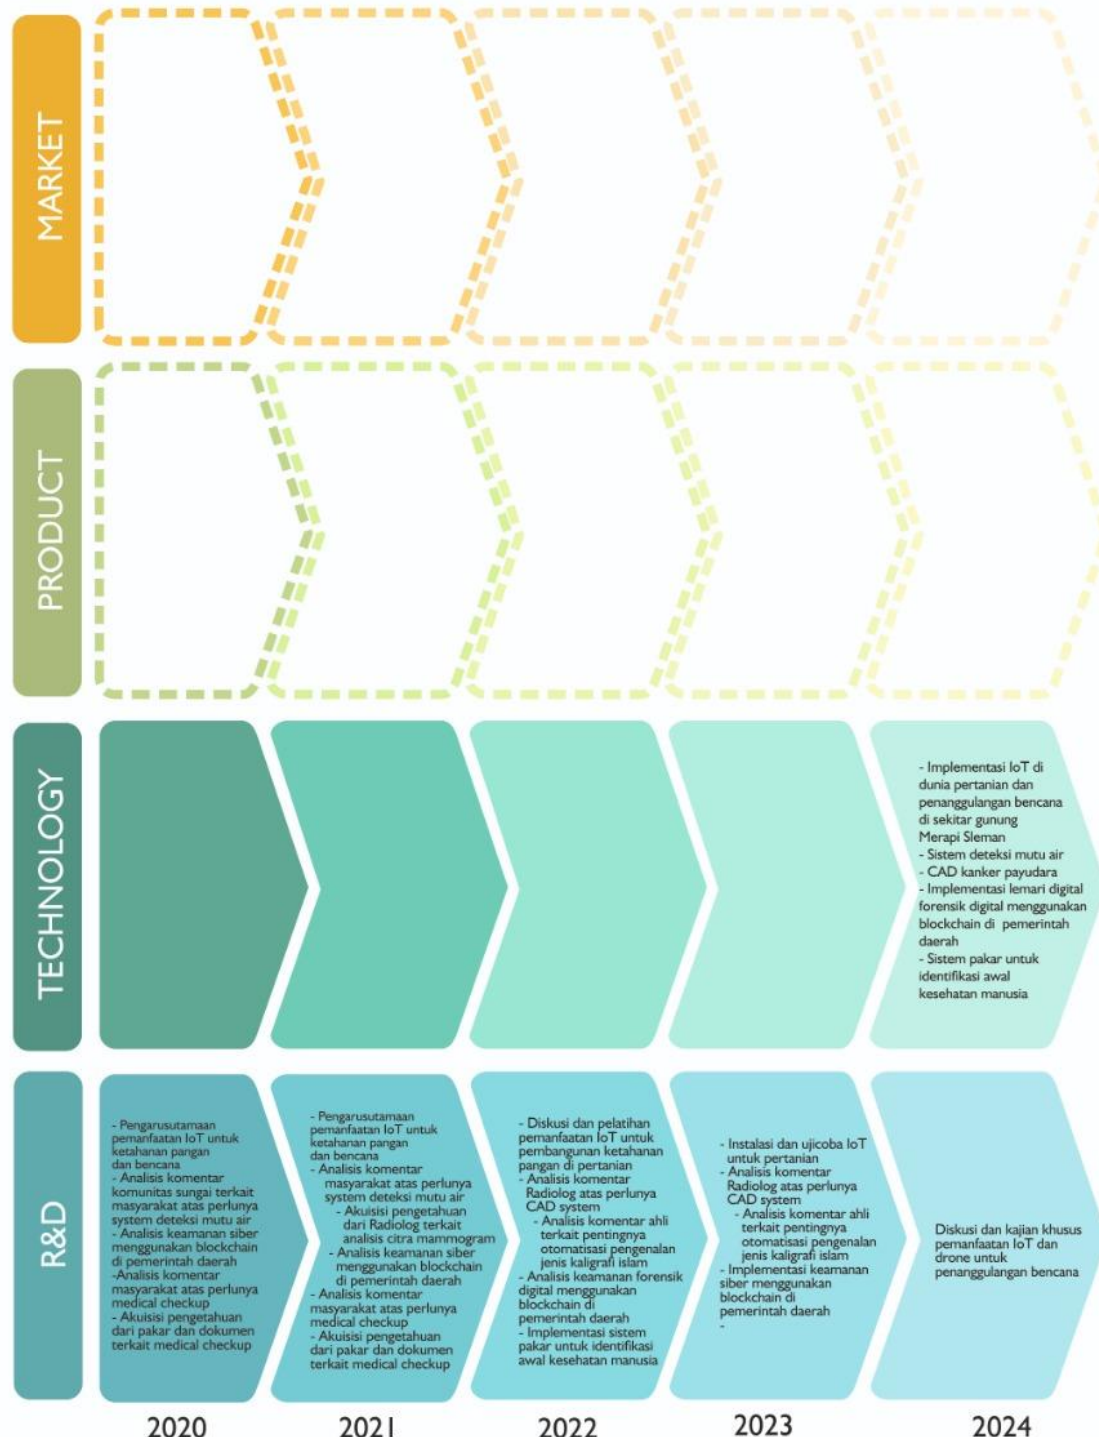 MARKET
PRODUCT
TECHNOLOGY
- Implementasi IoT di
dunia pertanian dan
penanggulangan bencana
di sekitar gunung
Merapi Sleman
- Sistem deteksi mutu air
- CAD kanker payudara
- Implementasi lemari digital
forensik digital menggunakan
blockchain di pemerintah
daerah
- Sistem pakar untuk
identifikasi awal
kesehatan manusia
R&D
- Pengarusutamaan
pemanfaatan IoT untuk
ketahanan pangan
dan bencana
- Analisis komentar
komunitas sungai terkait
masyarakat atas perlunya
system deteksi mutu air
- Analisis keamanan siber
menggunakan blockchain
di pemerintah daerah
-Analisis komentar
masyarakat atas perlunya
medical checkup
- Akuisisi pengetahuan
dari pakar dan dokumen
terkait medical checkup
- Pengarusutamaan
pemanfaatan IoT untuk
ketahanan pangan
dan bencana
- Analisis komentar
masyarakat atas perlunya
system deteksi mutu air
- Akuisisi pengetahuan
dari Radiolog terkait
analisis citra mammogram
- Analisis keamanan siber
menggunakan blockchain
di pemerintah daerah
- Analisis komentar
masyarakat atas perlunya
medical checkup
- Akuisisi pengetahuan
dari pakar dan dokumen
terkait medical checkup
- Diskusi dan pelatihan
pemanfaatan IoT untuk
pembangunan ketahanan
pangan di pertanian
- Analisis komentar
Radiolog atas perlunya
CAD system
- Analisis komentar ahli
terkait pentingnya
otomatisasi pengenalan
jenis kaligrafi islam
- Analisis keamanan forensik
digital menggunakan
blockchain di
pemerintah daerah
- Implementasi sistem
pakar untuk identifikasi
awal kesehatan manusia
- Instalasi dan ujicoba IoT
untuk pertanian
- Analisis komentar
Radiolog atas perlunya
CAD system
- Analisis komentar ahli
terkait pentingnya
otomatisasi pengenalan
jenis kaligrafi islam
- Implementasi keamanan
siber menggunakan
blockchain di
pemerintah daerah
-
Diskusi dan kajian khusus
pemanfaatan IoT dan
drone untuk
penanggulangan bencana
2020
2021
2022
2023
2024